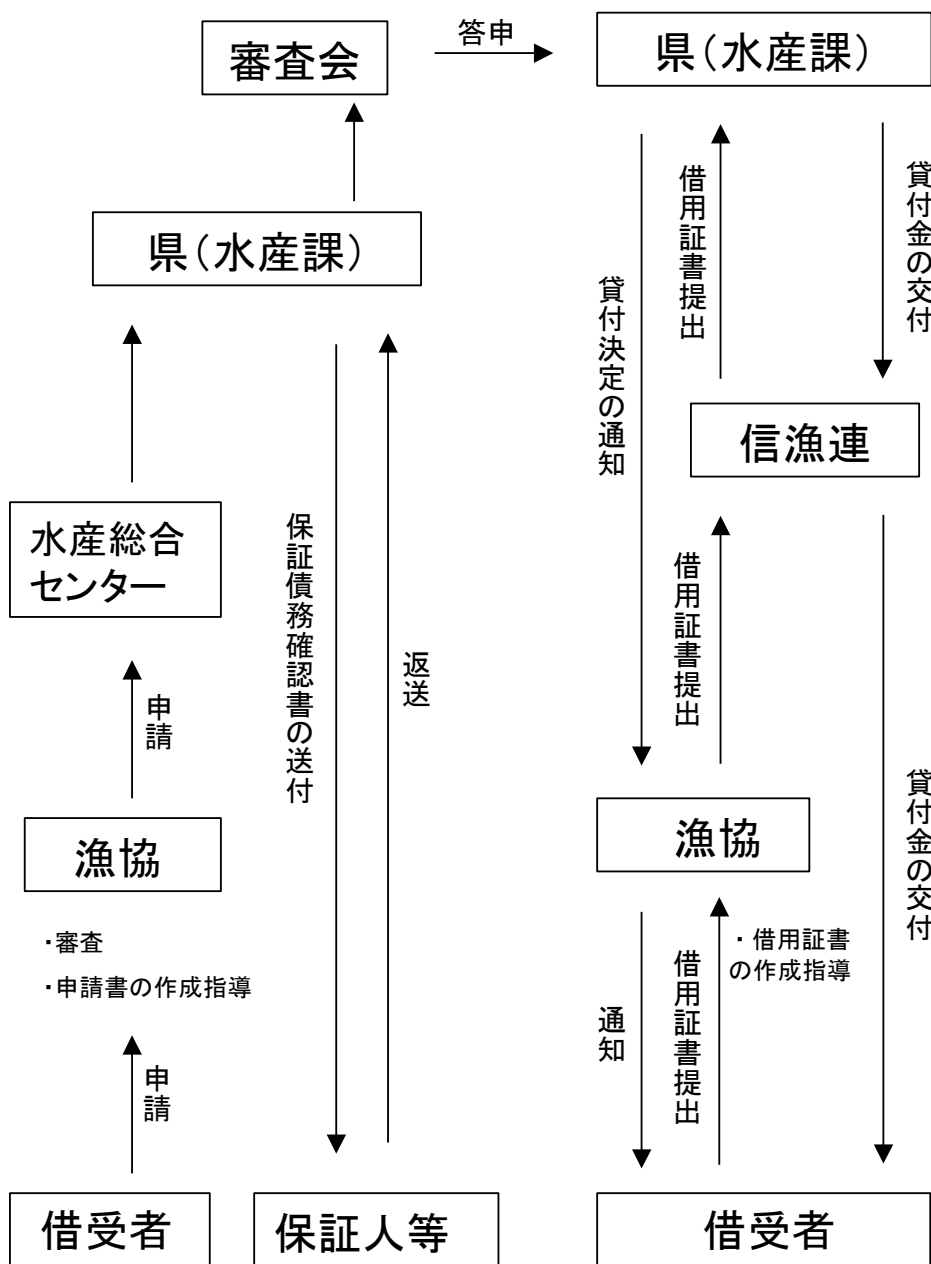 審査会
答申
県(水産課)
県(水産課)
貸付決定の通知
借用証書提出
貸付金の交付
信漁連
水産総合
センター
保証債務確認書の送付
返送
借用証書提出
申請
漁協
漁協
貸付金の交付
・審査
・申請書の作成指導
・借用証書
の作成指導
通知
借用証書提出
申請
借受者
保証人等
借受者